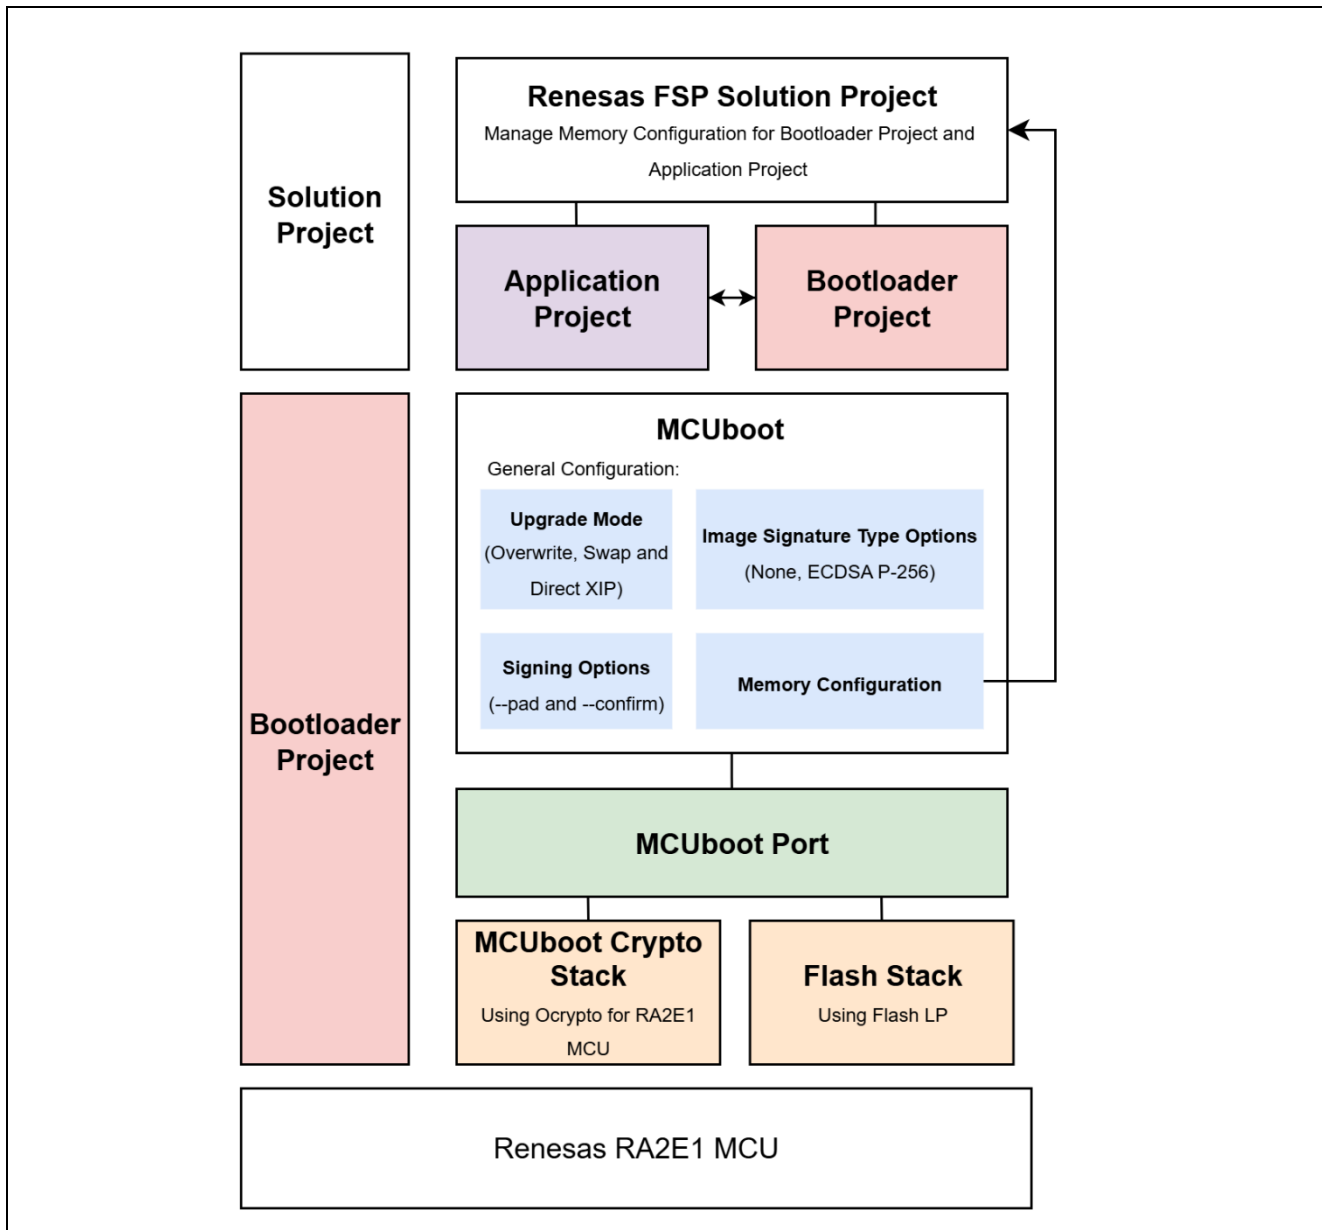 Solution
Project
Renesas FSP Solution Project
Manage Memory Configuration for Bootloader Project and
Application Project
Application
Project
Bootloader
Project
Bootloader
Project
MCUboot
General Configuration:
Upgrade Mode
(Overwrite, Swap and
Direct XIP)
Image Signature Type Options
(None, ECDSA P-256)
Signing Options
(--pad and --confirm)
Memory Configuration
MCUboot Port
MCUboot Crypto
Stack
Using Ocrypto for RA2E1
MCU
Flash Stack
Using Flash LP
Renesas RA2E1 MCU